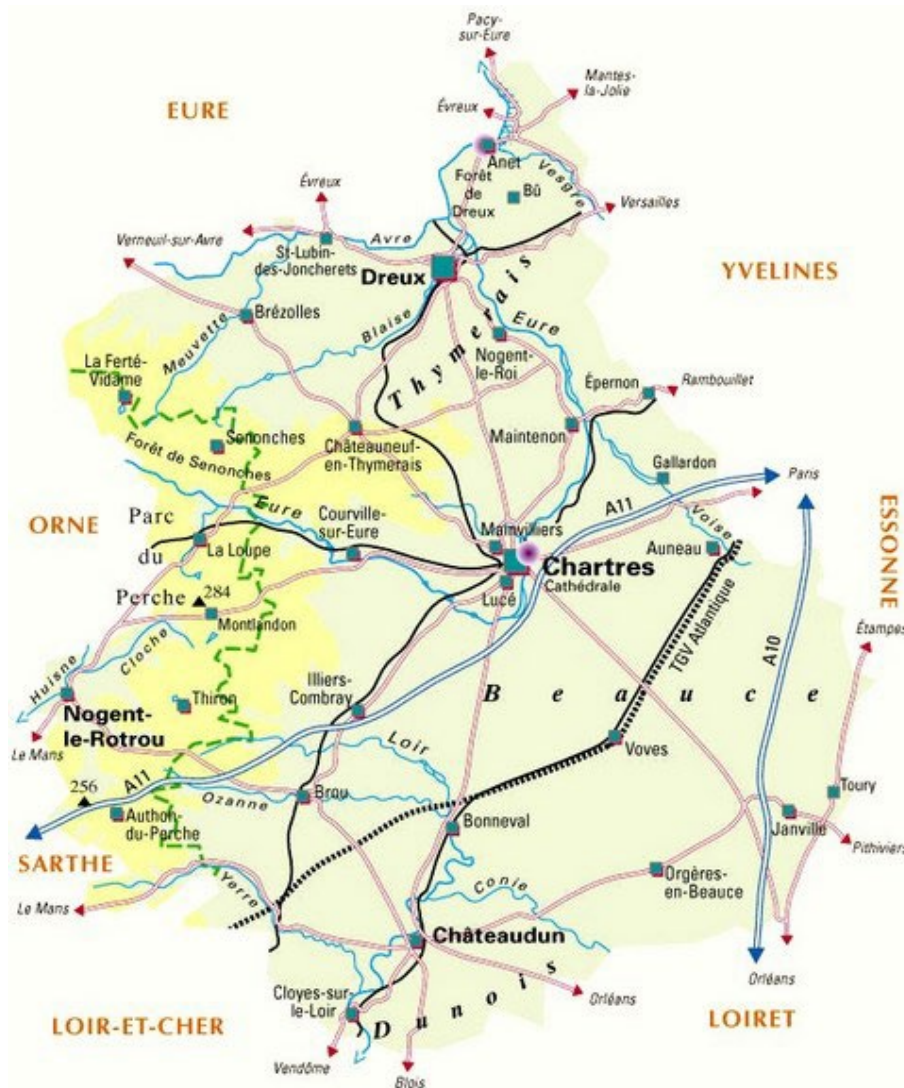 Pacy-
sur-Eure
Mantes-
la-Jolie
EURE
Évreux
Anet
Vesgre
Forêt
de
Dreux
Bû
Évreux
Versailles
Avre
Verneuil-sur-Avre
St-Lubin-
des-Joncherets
Dreux
YVELINES
Thymerais
Brézolles
Meuvette
Blaise
Eure
Nogent-
le-Roi
La Ferté-
Vidame
Épernon
Rambouillet
Senonches
Forêt de Senonches
Châteauneuf-
en-Thymerais
Maintenon
Gallardon
Paris
A11
Eure
Voise
ESSONNE
ORNE
Parc
du
Perche
La Loupe
Courville-
sur-Eure
Mainvilliers
Chartres
Cathédrale
Lucé
Auneau
284
Montlandon
TGV Atlantique
A10
Étampes
Huisne
Cloche
Thiron
Illiers-
Combray
Beauce
Nogent-
le-Rotrou
Le Mans
Loir
Voves
256
A11
Ozanne
Brou
Toury
Authon-
du-Perche
Bonneval
Janville
Pithiviers
SARTHE
Orgères-
en-Beauce
Yerre
Conie
Le Mans
Châteaudun
Orléans
Cloyes-sur-
le-Loir
Dunois
Orléans
LOIR-ET-CHER
LOIRET
Vendôme
Blois